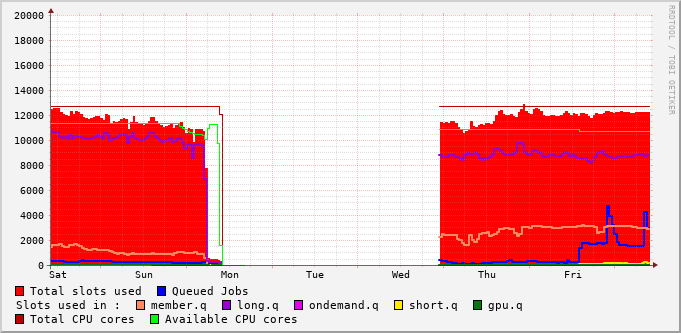 20000
18000
16000
14000
12000
10000
8000
6000
4000
2000
0
Sat Sun Mon Tue Wed Thu Fri
RRDTOOL / TOBI OETIKER
Total slots used Queued Jobs
Slots used in : member.q long.q ondemand.q short.q gpu.q
Total CPU cores Available CPU cores